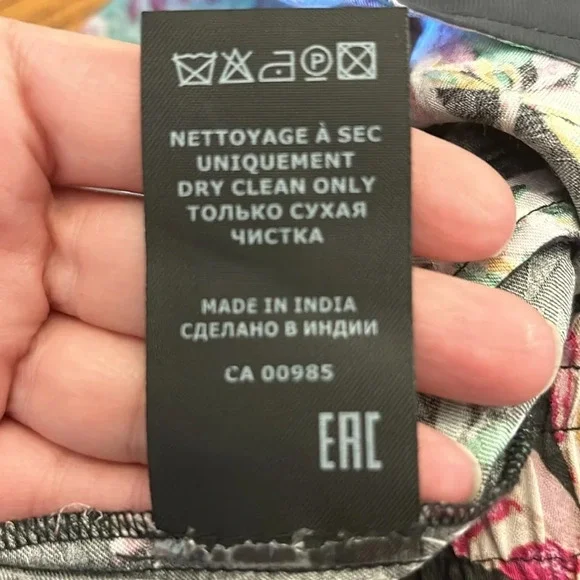 P
NETTOYAGE À SEC
UNIQUEMENT
DRY CLEAN ONLY
ТОЛЬКО СУХАЯ
ЧИСТКА
MADE IN INDIA
СДЕЛАНО В ИНДИИ
CA 00985
EAC